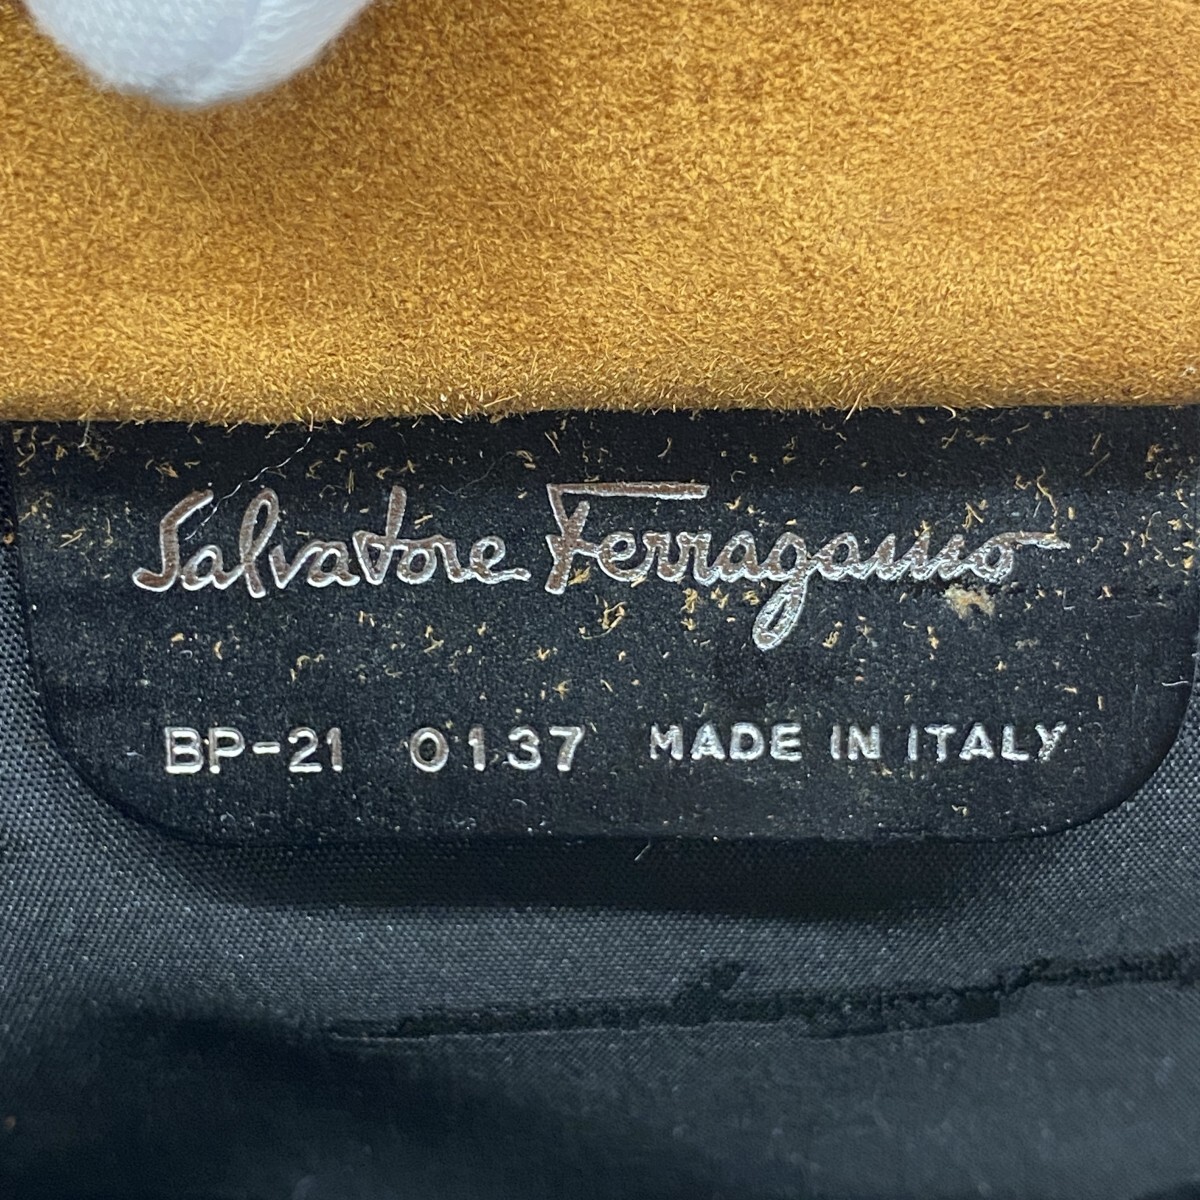 Salvatore Ferragamo
BP-21 0137 MADE IN ITALY